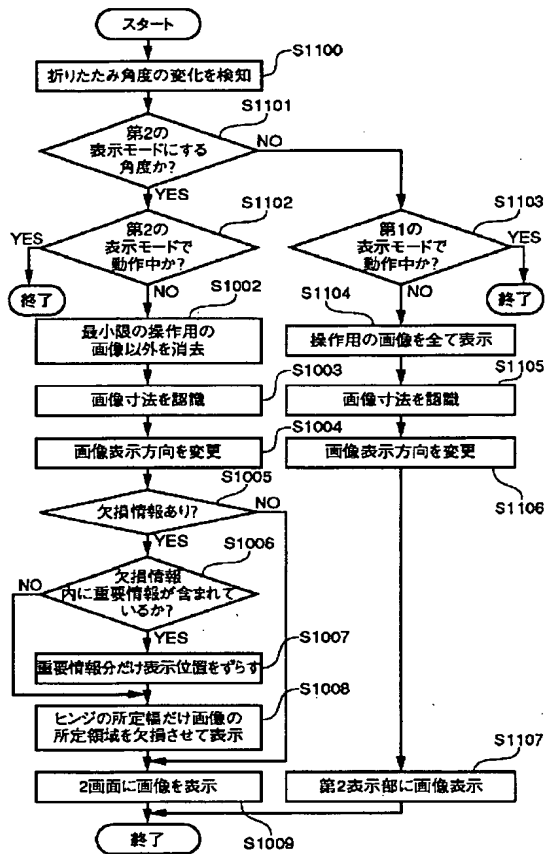 スタート
S1100
折りたたみ角度の変化を検知
S1101
第2の
表示モードにする
角度か?
NO
YES
S1102
第2の
表示モードで
動作中か?
YES
終了
NO
S1103
第1の
表示モードで
動作中か?
YES
終了
NO
S1002
最小限の操作用の
画像以外を消去
S1104
操作用の画像を全て表示
S1003
画像寸法を認識
S1105
画像寸法を認識
S1004
画像表示方向を変更
画像表示方向を変更
S1106
S1005
欠損情報あり?
NO
YES
S1006
欠損情報
内に重要情報が含まれて
いるか?
NO
YES
S1007
重要情報分だけ表示位置をずらす
S1008
ヒンジの所定幅だけ画像の
所定領域を欠損させて表示
2画面に画像を表示
S1009
S1107
第2表示部に画像表示
終了